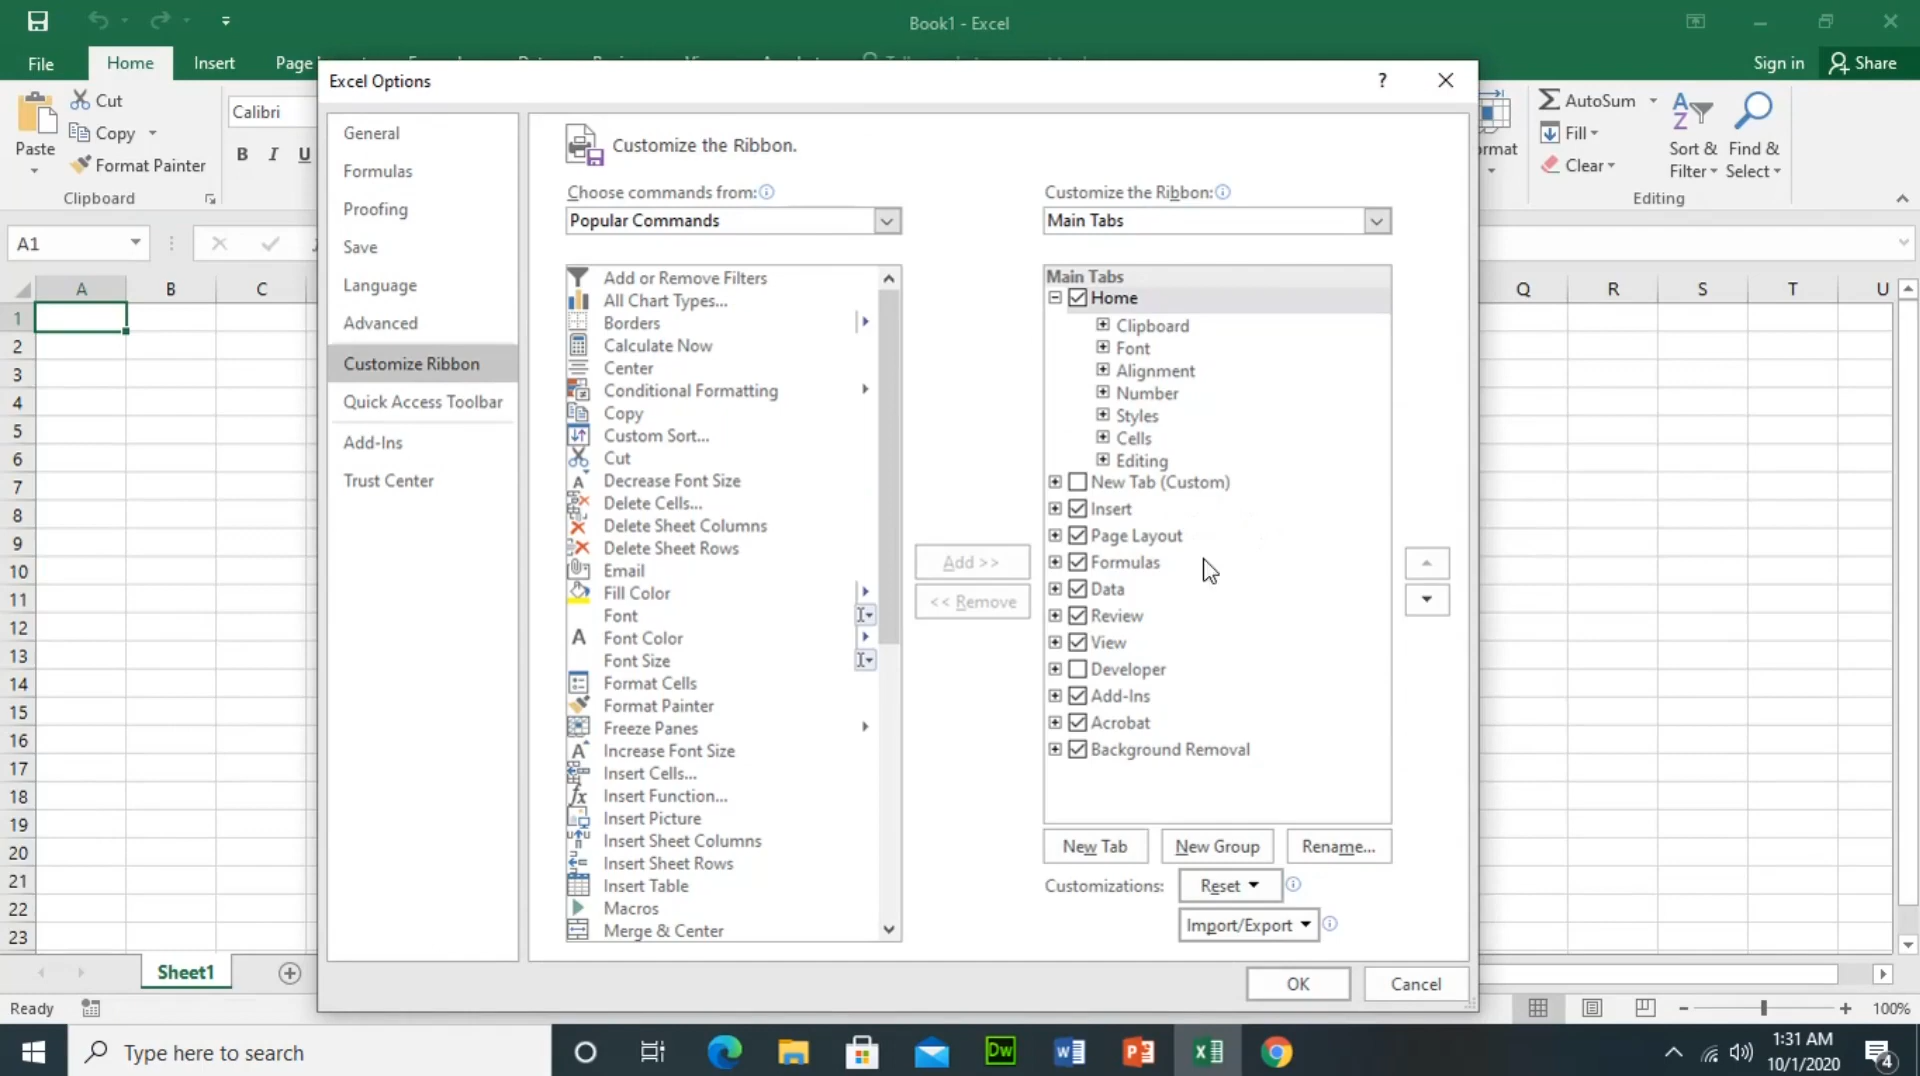 Book1 - Excel
File
Home
Insert
Page
Sign in
Share
Excel Options
?
Paste
Cut
Copy
Format Painter
Clipboard
Calibri
B I U
AutoSum
Fill
Clear
Sort &
Filter
Find &
Select
Editing
A1
A B C
Q R S T U
1
2
3
4
5
6
7
8
9
10
11
12
13
14
15
16
17
18
19
20
21
22
23
General
Formulas
Proofing
Save
Language
Advanced
Customize Ribbon
Quick Access Toolbar
Add-Ins
Trust Center
Customize the Ribbon.
Choose commands from:
Popular Commands
Add or Remove Filters
All Chart Types...
Borders
Calculate Now
Center
Conditional Formatting
Copy
Custom Sort...
Cut
Decrease Font Size
Delete Cells...
Delete Sheet Columns
Delete Sheet Rows
Email
Fill Color
Font
Font Color
Font Size
Format Cells
Format Painter
Freeze Panes
Increase Font Size
Insert Cells...
Insert Function...
Insert Picture
Insert Sheet Columns
Insert Sheet Rows
Insert Table
Macros
Merge & Center
Add >>
<< Remove
Customize the Ribbon:
Main Tabs
Main Tabs
Home
Clipboard
Font
Alignment
Number
Styles
Cells
Editing
New Tab (Custom)
Insert
Page Layout
Formulas
Data
Review
View
Developer
Add-Ins
Acrobat
Background Removal
New Tab
New Group
Rename...
Customizations:
Reset
Import/Export
OK
Cancel
Sheet1
Ready
100%
Type here to search
Dw
1:31 AM
10/1/2020
4